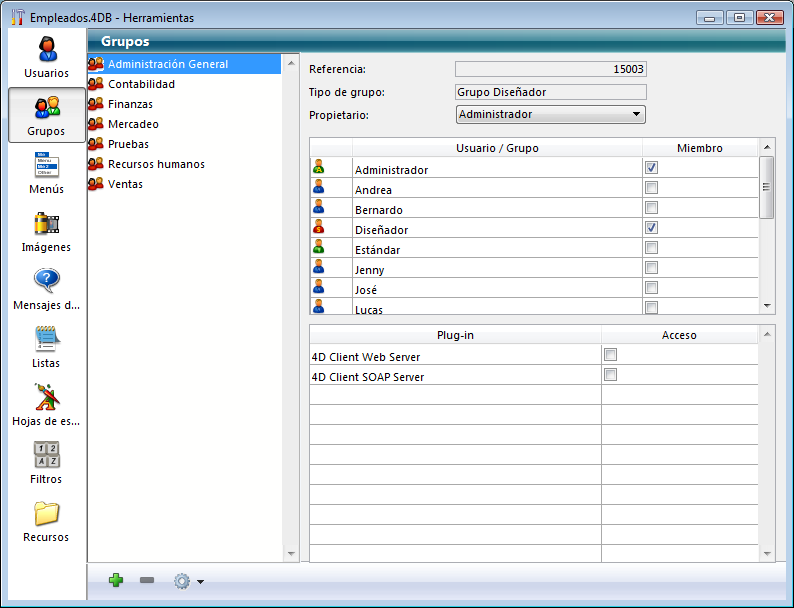 Empleados.4DB - Herramientas
Usuarios
Grupos
Menús
Imágenes
Mensajes d...
Listas
Hojas de es...
Filtros
Recursos
Grupos
Administración General
Contabilidad
Finanzas
Mercadeo
Pruebas
Recursos humanos
Ventas
Referencia: 15003
Tipo de grupo: Grupo Diseñador
Propietario: Administrador
Usuario / Grupo Miembro
Administrador
Andrea
Bernardo
Diseñador
Estándar
Jenny
José
Lucas
Plug-in Acceso
4D Client Web Server
4D Client SOAP Server